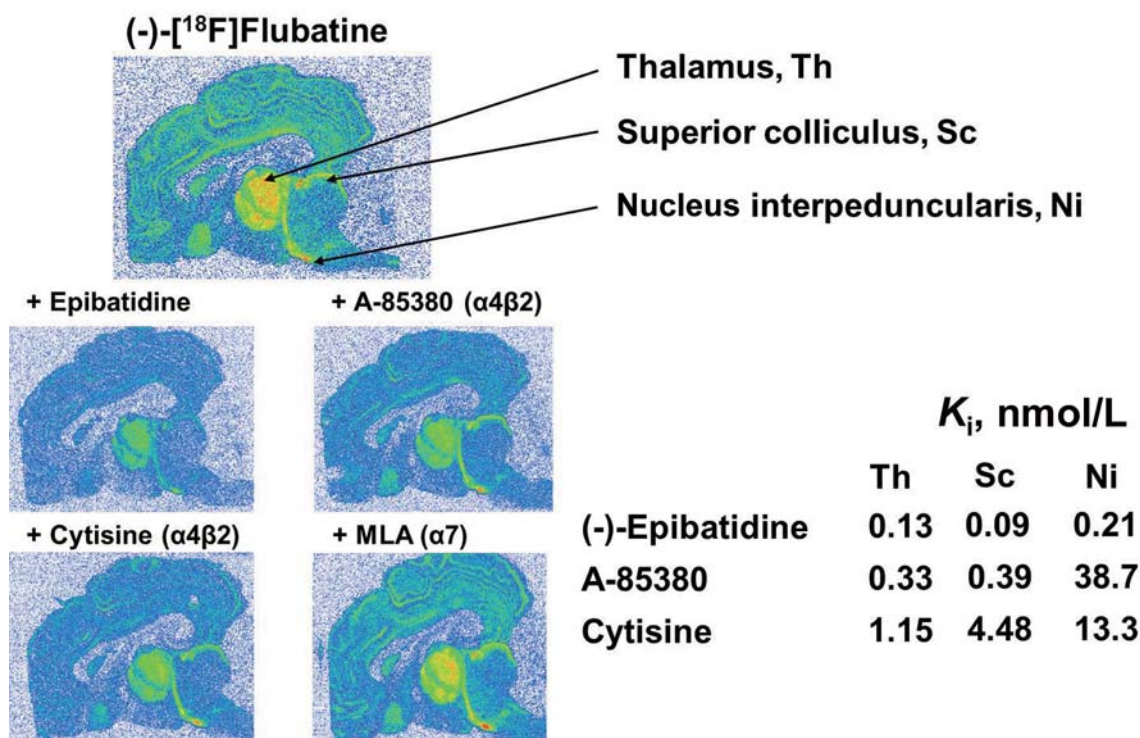 (-)-[¹⁸F]Flubatine
Thalamus, Th
Superior colliculus, Sc
Nucleus interpeduncularis, Ni
+ Epibatidine
+ A-85380 (α4β2)
+ Cytisine (α4β2)
+ MLA (α7)
Kᵢ, nmol/L
Th Sc Ni
(-)-Epibatidine 0.13 0.09 0.21
A-85380 0.33 0.39 38.7
Cytisine 1.15 4.48 13.3